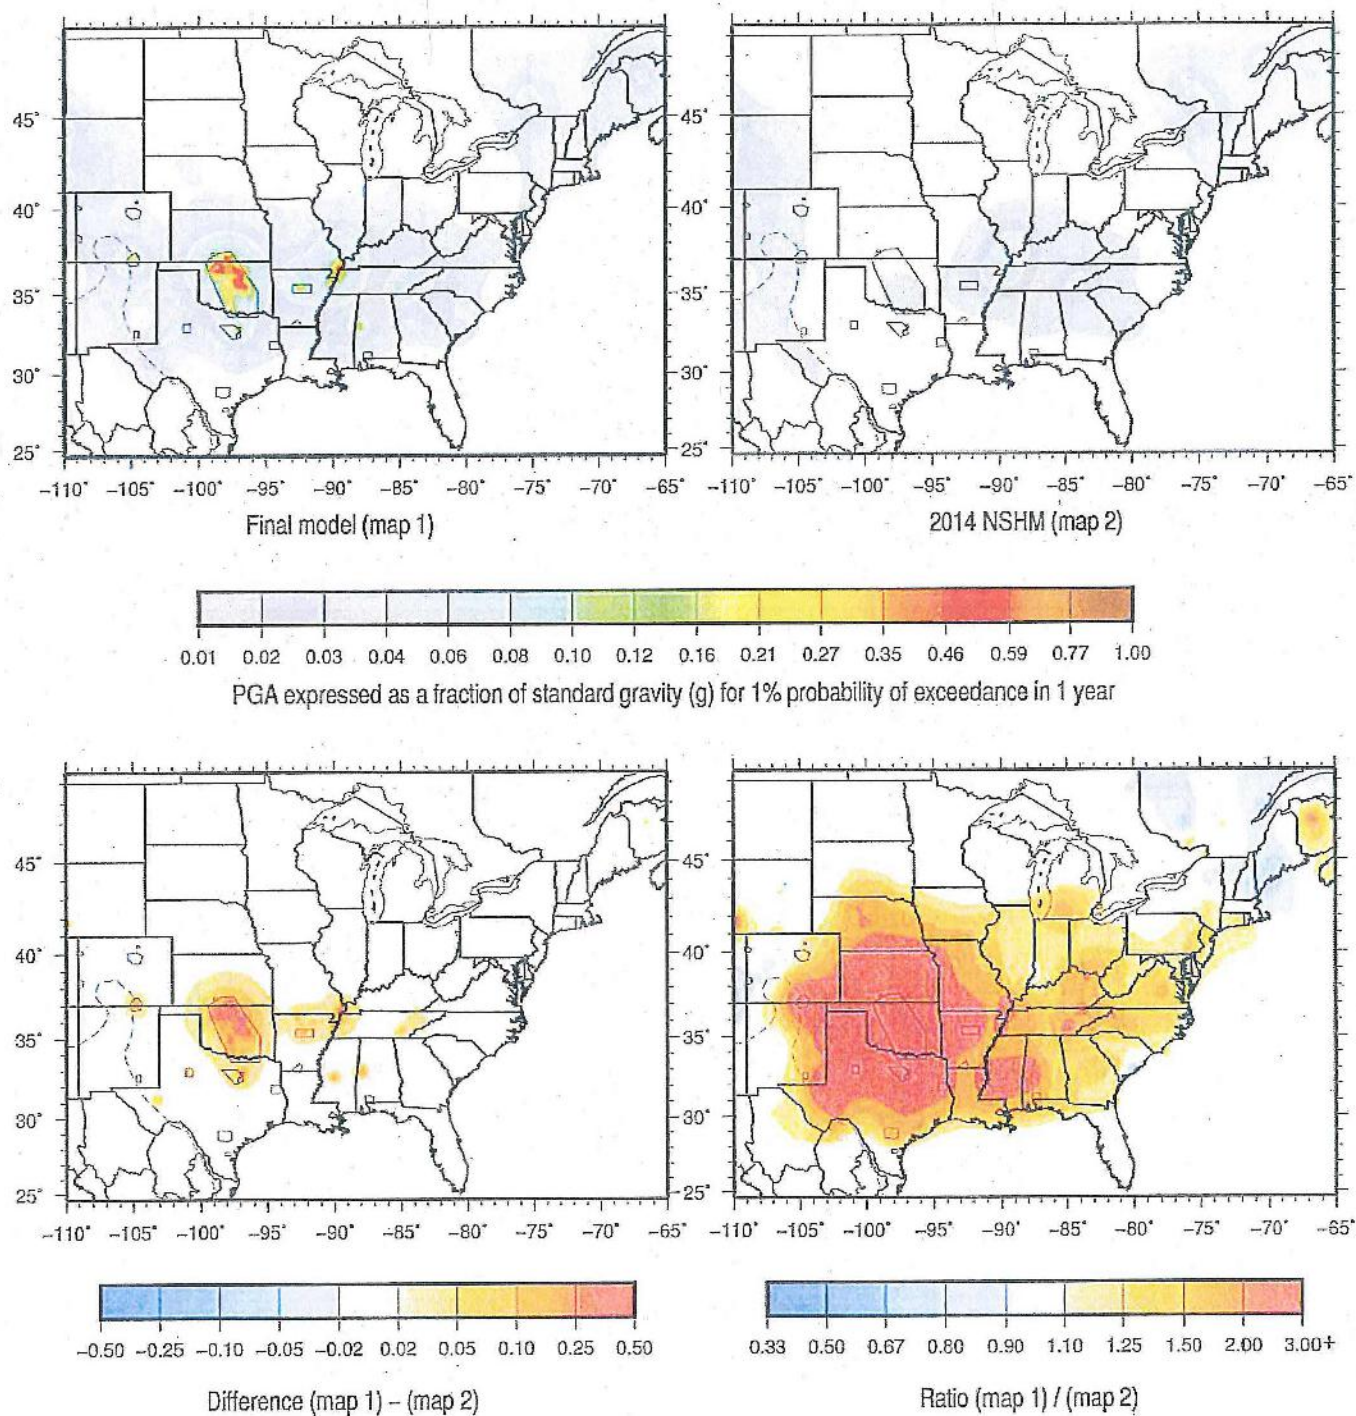 45° 45°
40° 40°
35° 35°
30° 30°
25° 25°
-110° -105° -100° -95° -90° -85° -80° -75° -70° -65°
-110° -105° -100° -95° -90° -85° -80° -75° -70° -65°
Final model (map 1)
2014 NSHM (map 2)
0.01 0.02 0.03 0.04 0.06 0.08 0.10 0.12 0.16 0.21 0.27 0.35 0.46 0.59 0.77 1.00
PGA expressed as a fraction of standard gravity (g) for 1% probability of exceedance in 1 year
45° 45°
40° 40°
35° 35°
30° 30°
25° 25°
-110° -105° -100° -95° -90° -85° -80° -75° -70° -65°
-110° -105° -100° -95° -90° -85° -80° -75° -70° -65°
-0.50 -0.25 -0.10 -0.05 -0.02 0.02 0.05 0.10 0.25 0.50
0.33 0.50 0.67 0.80 0.90 1.10 1.25 1.50 2.00 3.00+
Difference (map 1) – (map 2)
Ratio (map 1) / (map 2)